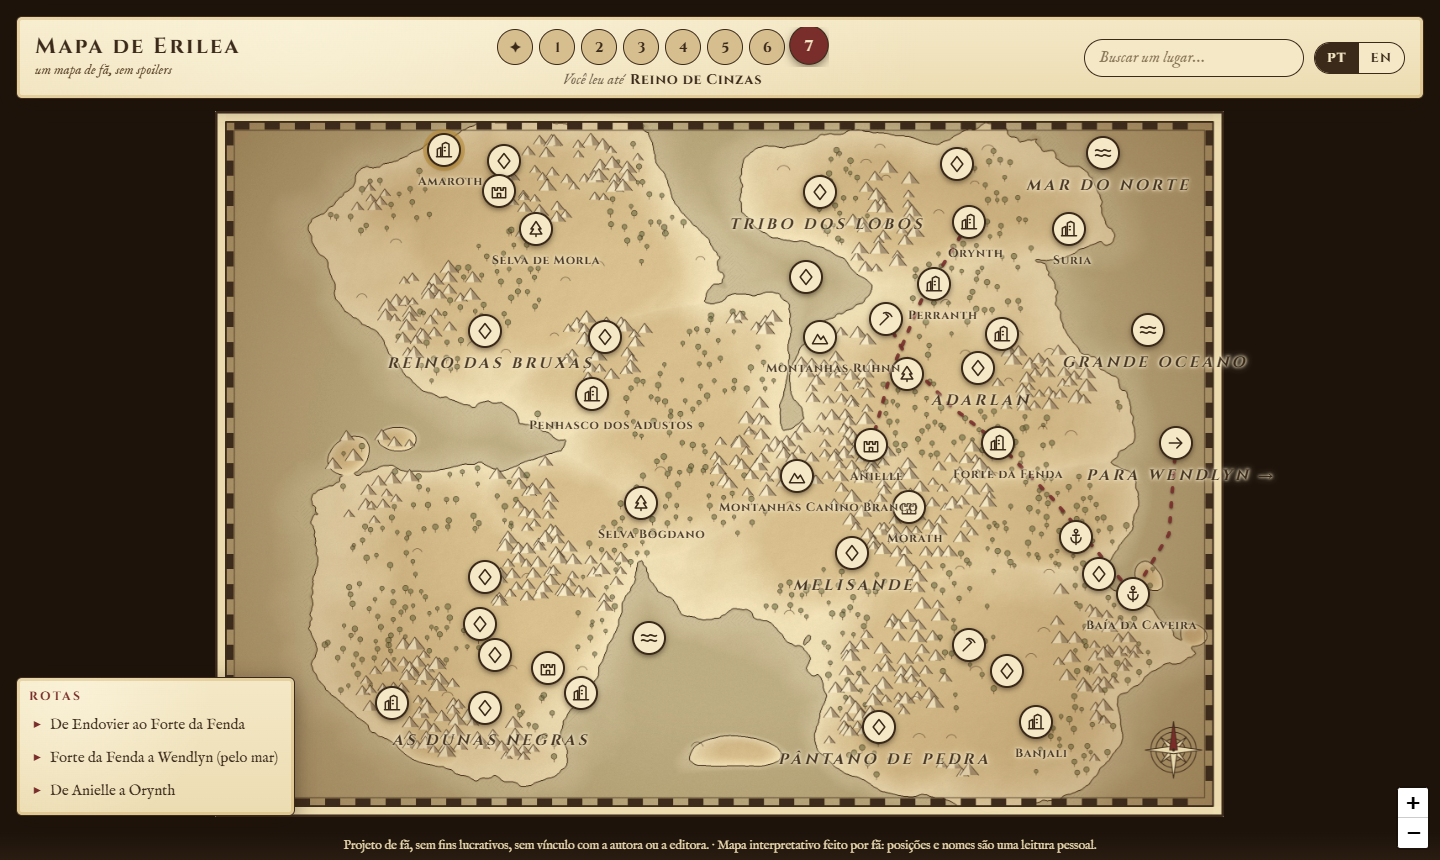 Mapa de Erilea
um mapa de fã, sem spoilers
✦ 1 2 3 4 5 6 7
Você leu até Reino de Cinzas
Buscar um lugar...
PT EN
Amaroth
Mar do Norte
Tribo dos Lobos
Orynth
Suria
Selva de Morla
Perranth
Reino das Bruxas
Montanhas Ruhnn
Grande Oceano
Adarlan
Penhasco dos Adustos
Anielle
Forte da Fenda
Para Wendlyn →
Montanhas Canino Branco
Selva Bogdano
Morath
Melisande
Baía da Caveira
As Dunas Negras
Banjali
Pântano de Pedra
Rotas
► De Endovier ao Forte da Fenda
► Forte da Fenda a Wendlyn (pelo mar)
► De Anielle a Orynth
+
−
Projeto de fã, sem fins lucrativos, sem vínculo com a autora ou a editora. · Mapa interpretativo feito por fã: posições e nomes são uma leitura pessoal.